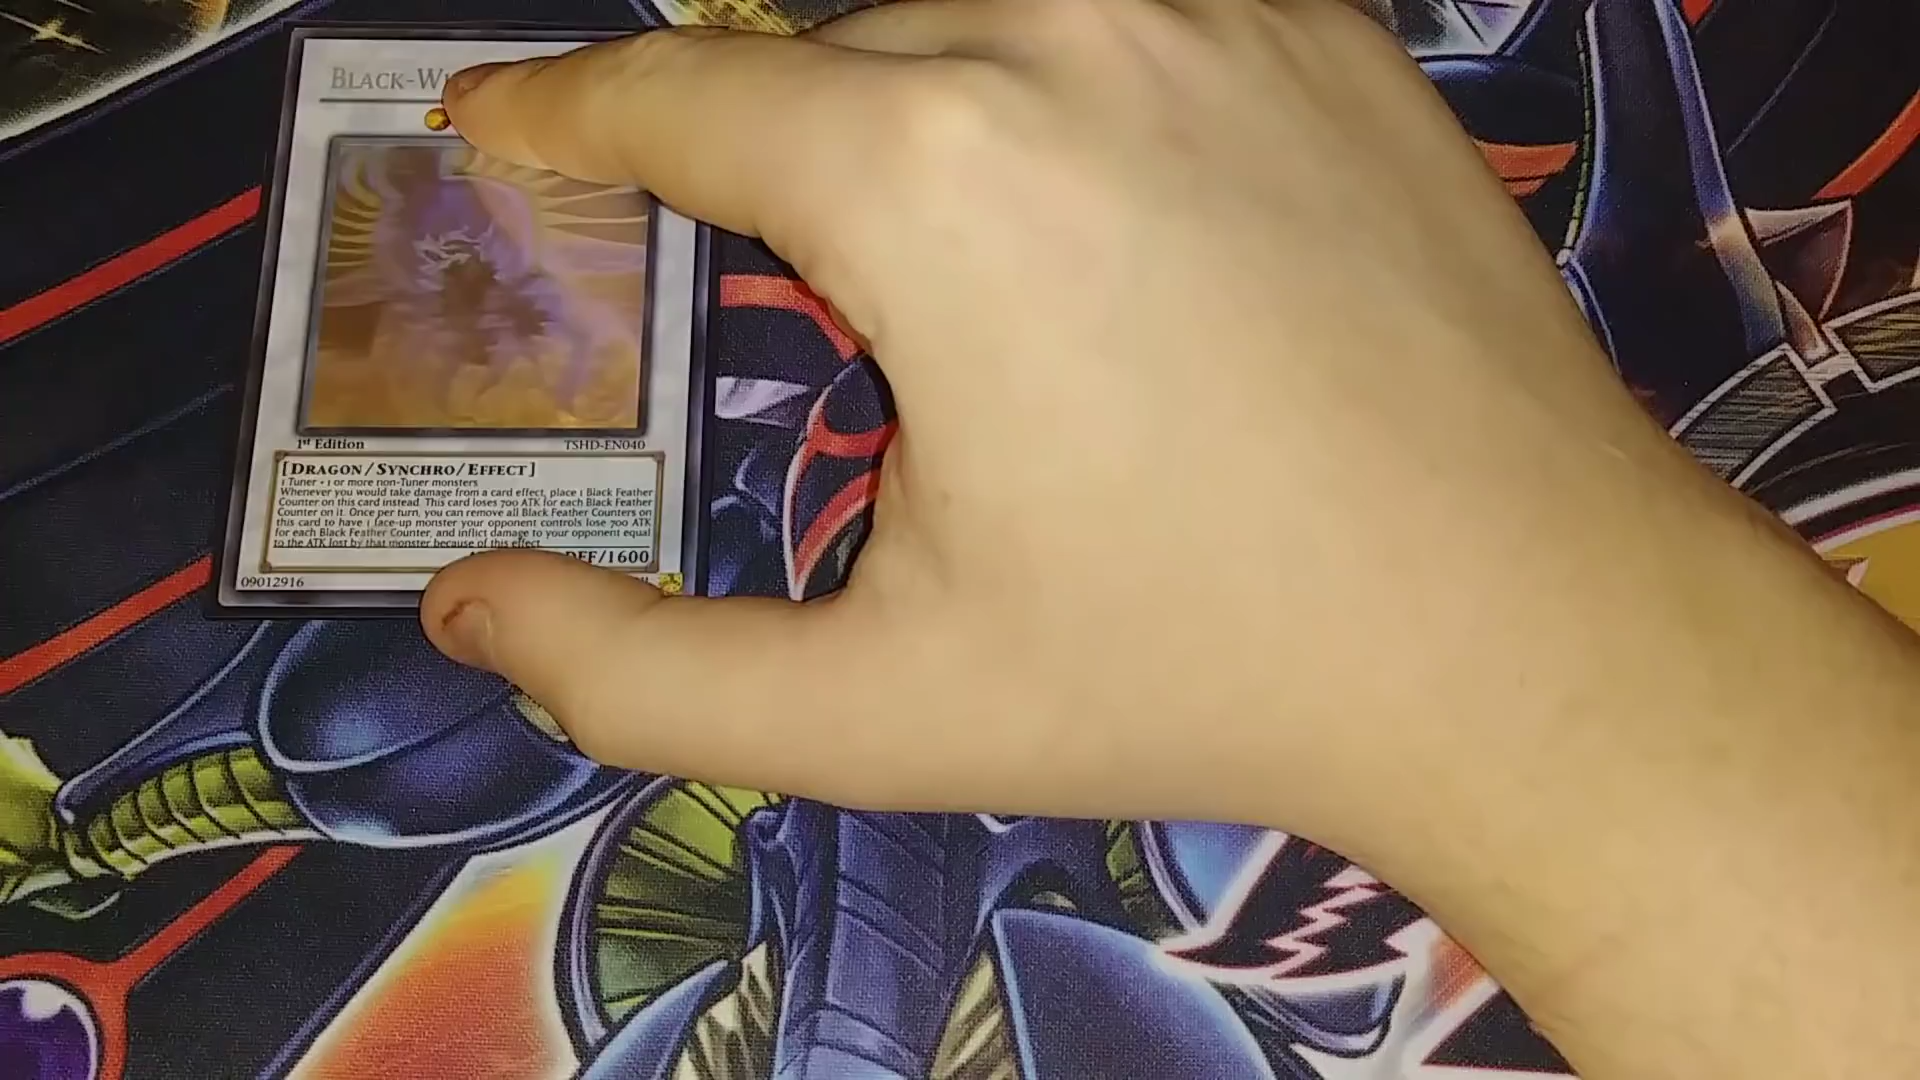 BLACK-W
1st Edition TSHD-EN040
[DRAGON/SYNCHRO/EFFECT]
1 Tuner + 1 or more non-Tuner monsters
Whenever you would take damage from a card effect, place 1 Black Feather
Counter on this card instead. This card loses 700 ATK for each Black Feather
Counter on it. Once per turn, you can remove all Black Feather Counters on
this card to have 1 face-up monster your opponent controls lose 700 ATK
for each Black Feather Counter, and inflict damage to your opponent equal
to the ATK lost by that monster because of this effect.
DEF/1600
09012916